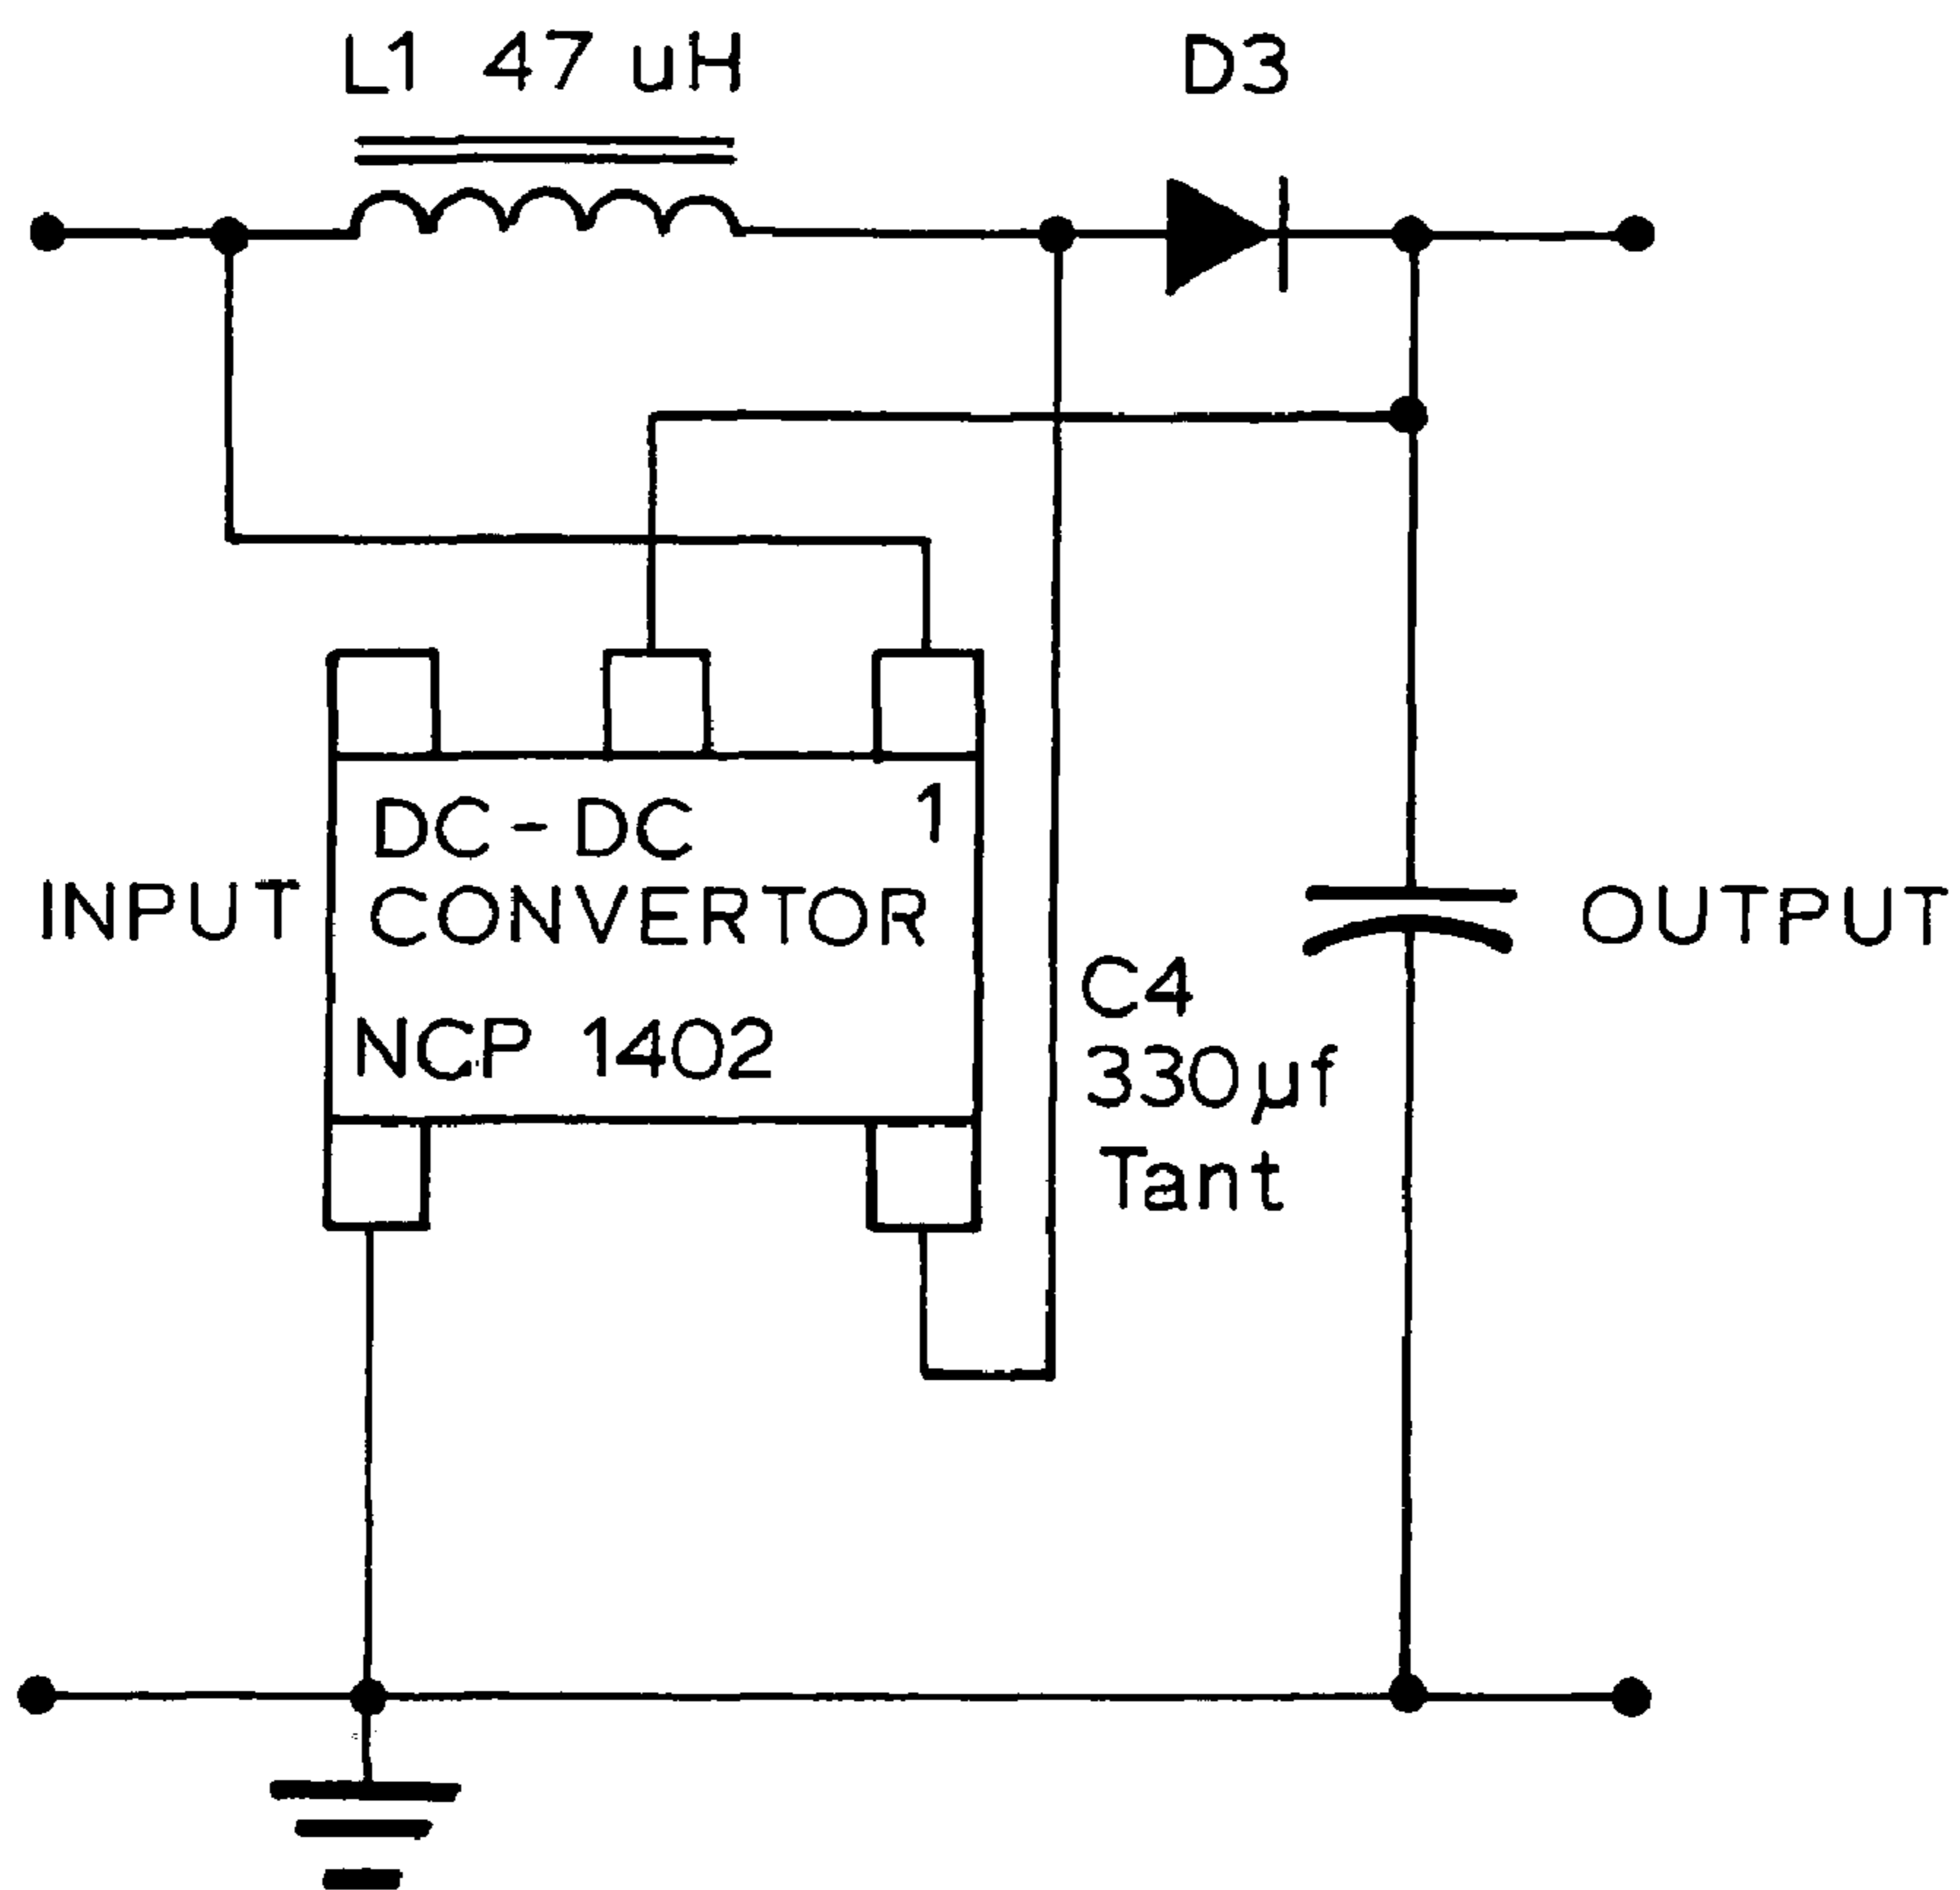 L1 47 uH
D3
1
DC-DC
CONVERTOR
NCP 1402
INPUT
C4
330µf
Tant
OUTPUT